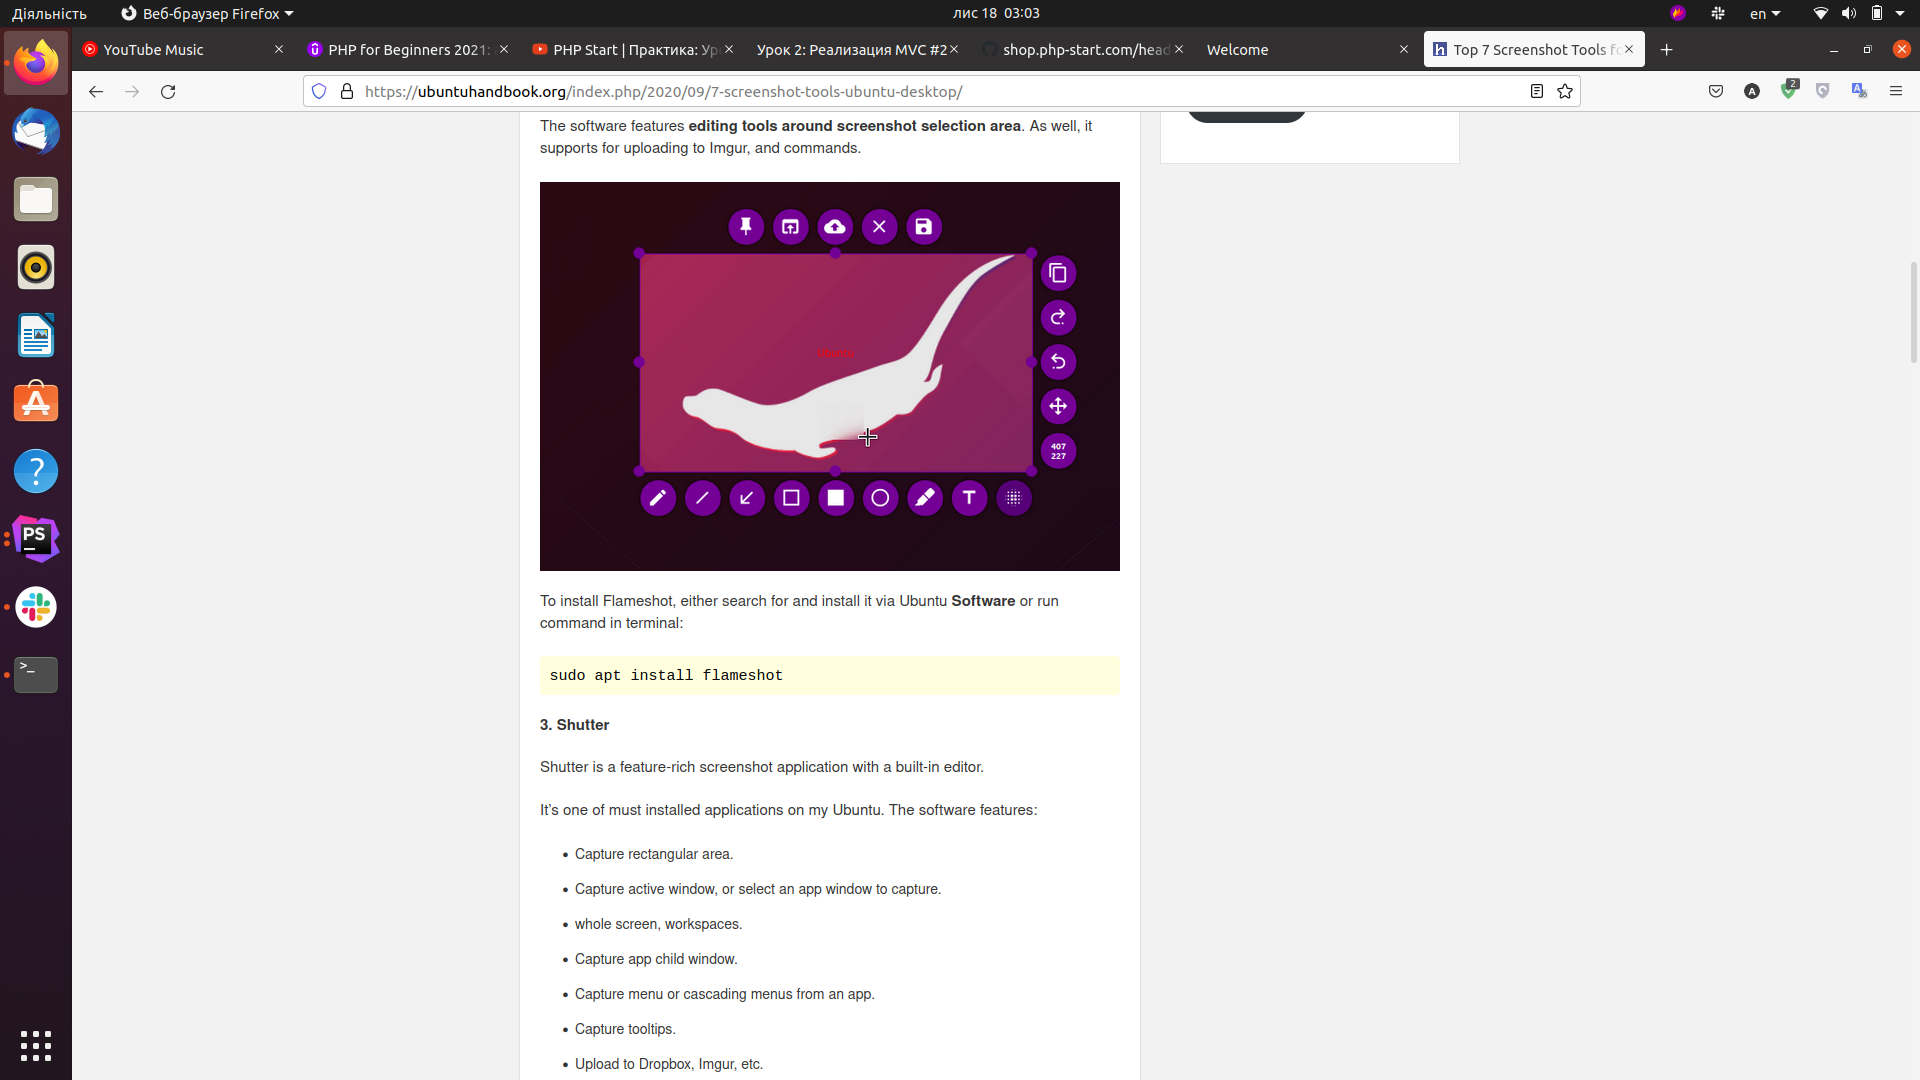 Діяльність
Веб-браузер Firefox
лис 18 03:03
en
YouTube Music
PHP for Beginners 2021:
PHP Start | Практика: Ур
Урок 2: Реализация MVC #2
shop.php-start.com/head
Welcome
Top 7 Screenshot Tools fo
https://ubuntuhandbook.org/index.php/2020/09/7-screenshot-tools-ubuntu-desktop/
2
The software features editing tools around screenshot selection area. As well, it
supports for uploading to Imgur, and commands.
407
227
T
PS
To install Flameshot, either search for and install it via Ubuntu Software or run
command in terminal:
sudo apt install flameshot
3. Shutter
Shutter is a feature-rich screenshot application with a built-in editor.
It’s one of must installed applications on my Ubuntu. The software features:
• Capture rectangular area.
• Capture active window, or select an app window to capture.
• whole screen, workspaces.
• Capture app child window.
• Capture menu or cascading menus from an app.
• Capture tooltips.
• Upload to Dropbox, Imgur, etc.